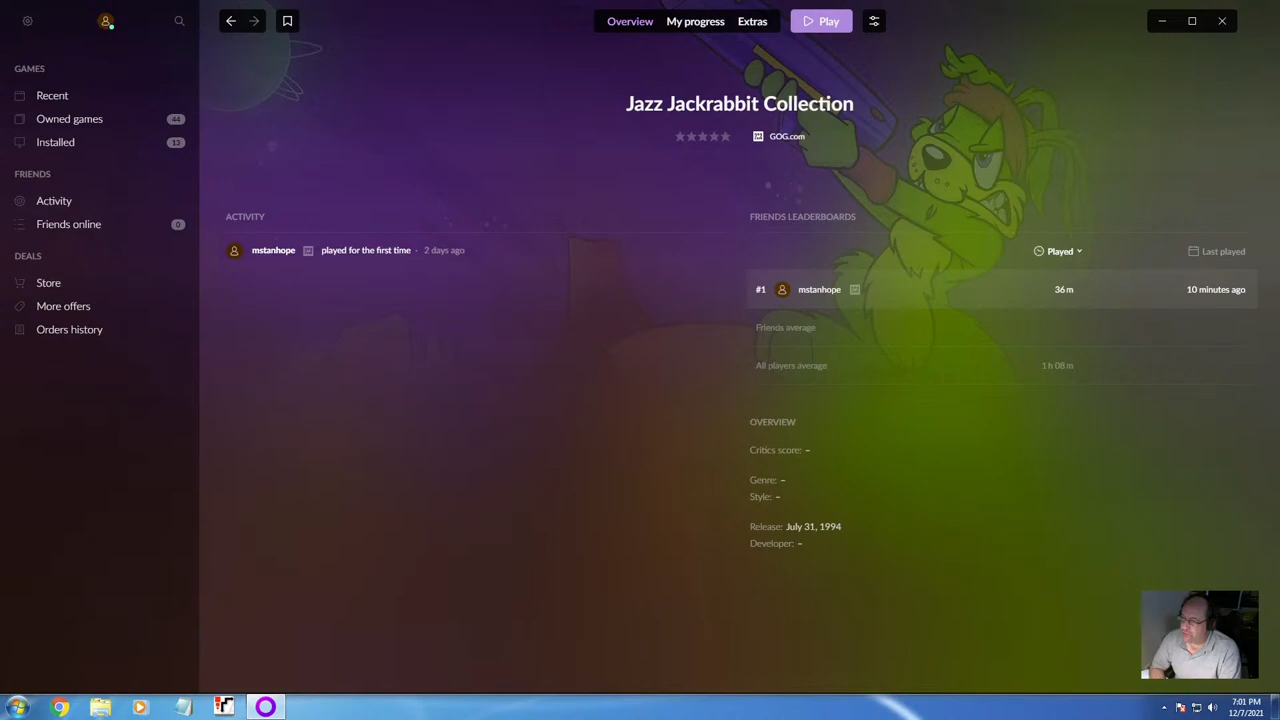 Overview My progress Extras Play
GAMES
Recent
Owned games 44
Installed 13
FRIENDS
Activity
Friends online 0
DEALS
Store
More offers
Orders history
Jazz Jackrabbit Collection
GOG.com
ACTIVITY
mstanhope played for the first time · 2 days ago
FRIENDS LEADERBOARDS
Played Last played
#1 mstanhope 36 m 10 minutes ago
Friends average
All players average 1 h 08 m
OVERVIEW
Critics score: –
Genre: –
Style: –
Release: July 31, 1994
Developer: –
7:01 PM
12/7/2021